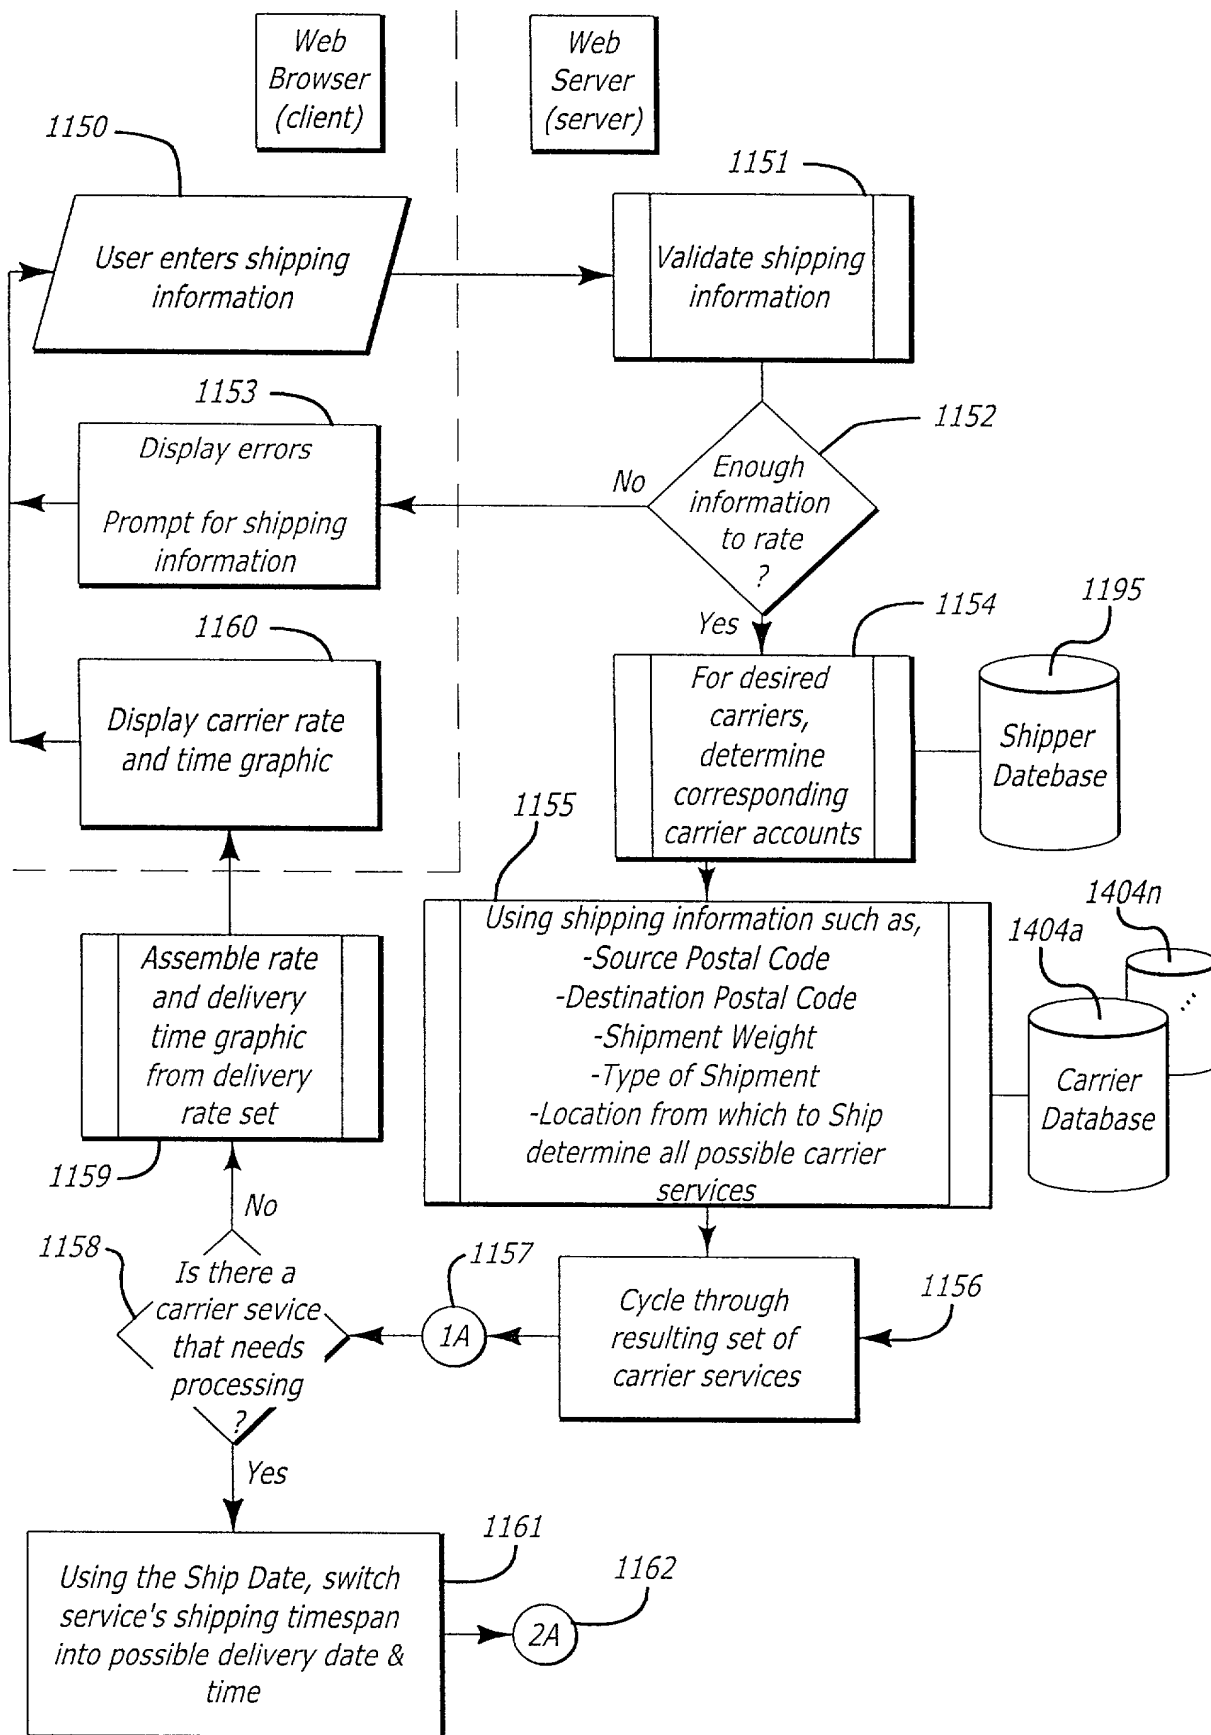 Web
Browser
(client)
Web
Server
(server)
1150
1151
User enters shipping
information
Validate shipping
information
1153
1152
Display errors
Prompt for shipping
information
No
Enough
information
to rate
?
Yes
1160
1154
1195
Display carrier rate
and time graphic
For desired
carriers,
determine
corresponding
carrier accounts
Shipper
Datebase
1155
Using shipping information such as,
-Source Postal Code
-Destination Postal Code
-Shipment Weight
-Type of Shipment
-Location from which to Ship
determine all possible carrier
services
1404n
1404a
...
Carrier
Database
Assemble rate
and delivery
time graphic
from delivery
rate set
1159
No
1158
Is there a
carrier sevice
that needs
processing
?
1157
1A
Cycle through
resulting set of
carrier services
1156
Yes
1161
Using the Ship Date, switch
service's shipping timespan
into possible delivery date &
time
1162
2A